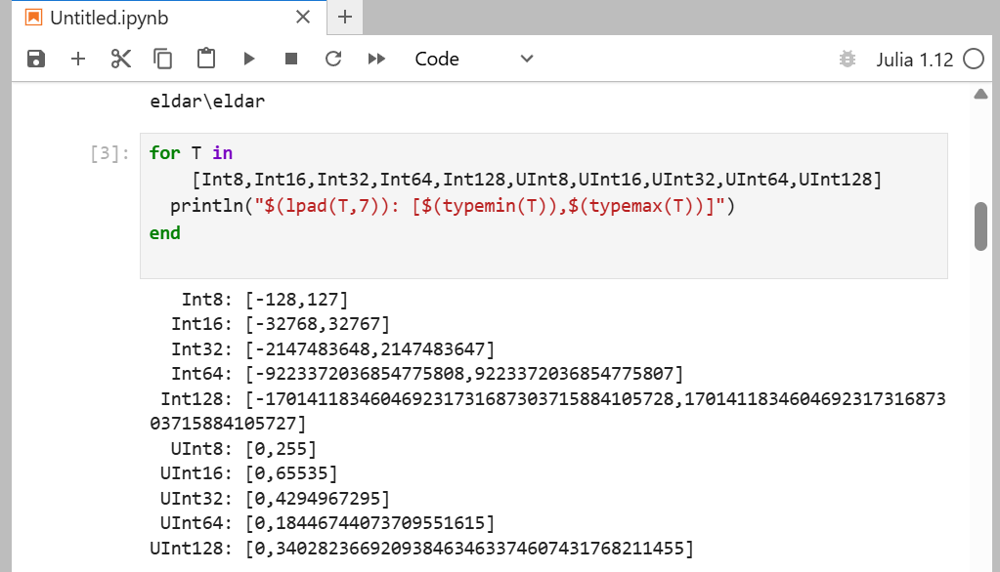 Untitled.ipynb
Code
Julia 1.12
eldar\eldar
[3]:
for T in
[Int8,Int16,Int32,Int64,Int128,UInt8,UInt16,UInt32,UInt64,UInt128]
println("$(lpad(T,7)): [$(typemin(T)),$(typemax(T))]")
end
Int8: [-128,127]
Int16: [-32768,32767]
Int32: [-2147483648,2147483647]
Int64: [-9223372036854775808,9223372036854775807]
Int128: [-170141183460469231731687303715884105728,1701411834604692317316873
03715884105727]
UInt8: [0,255]
UInt16: [0,65535]
UInt32: [0,4294967295]
UInt64: [0,18446744073709551615]
UInt128: [0,340282366920938463463374607431768211455]